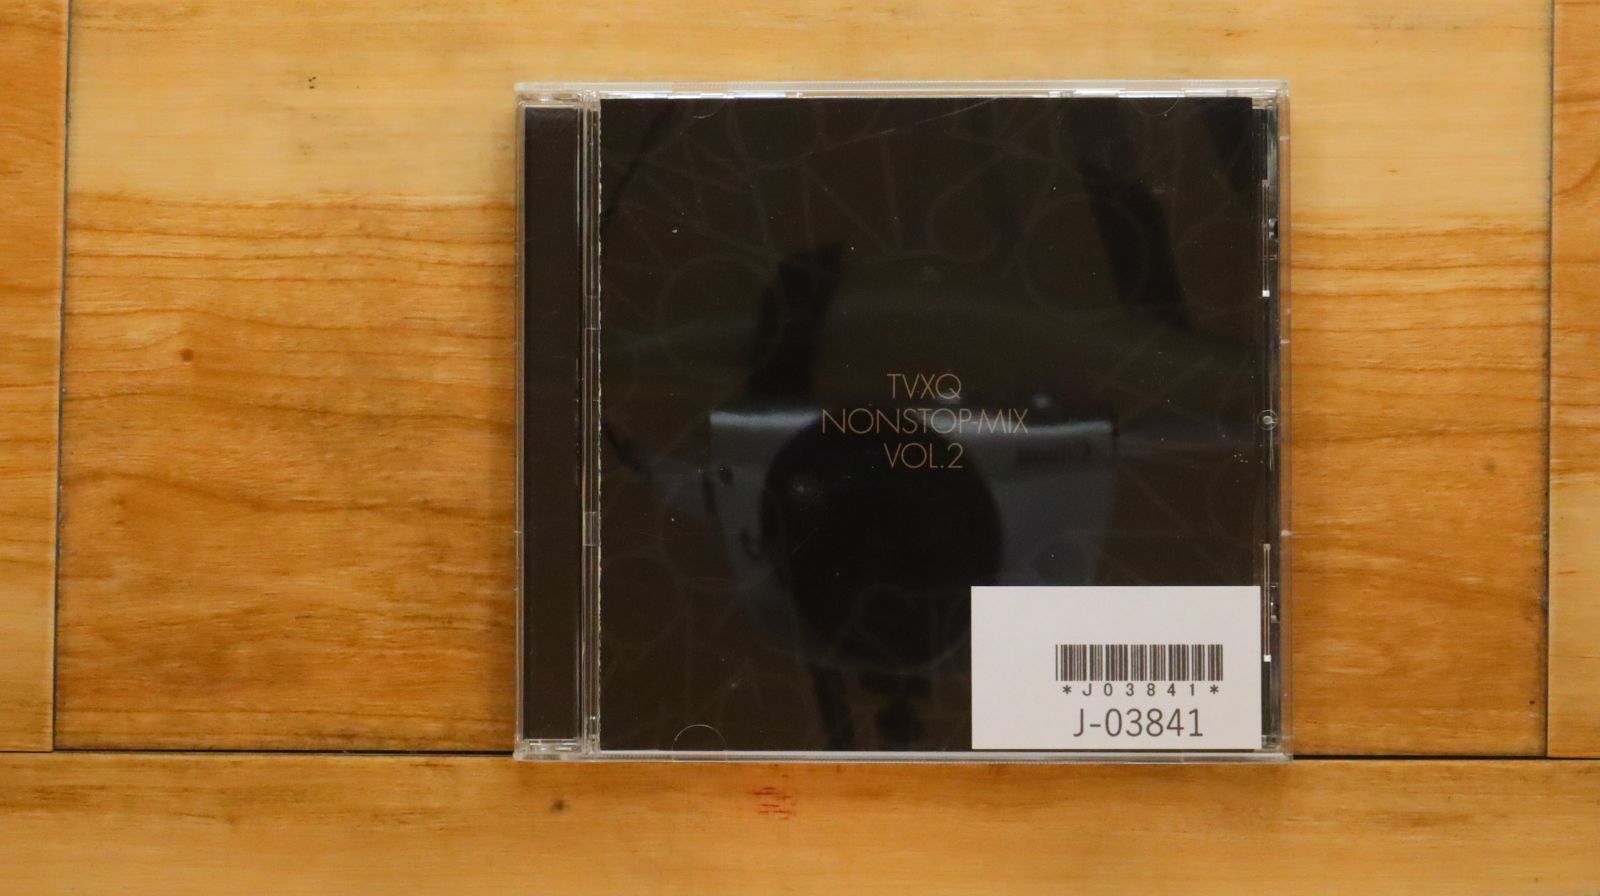 TVXQ
NONSTOP-MIX
VOL.2
*J03841*
J-03841